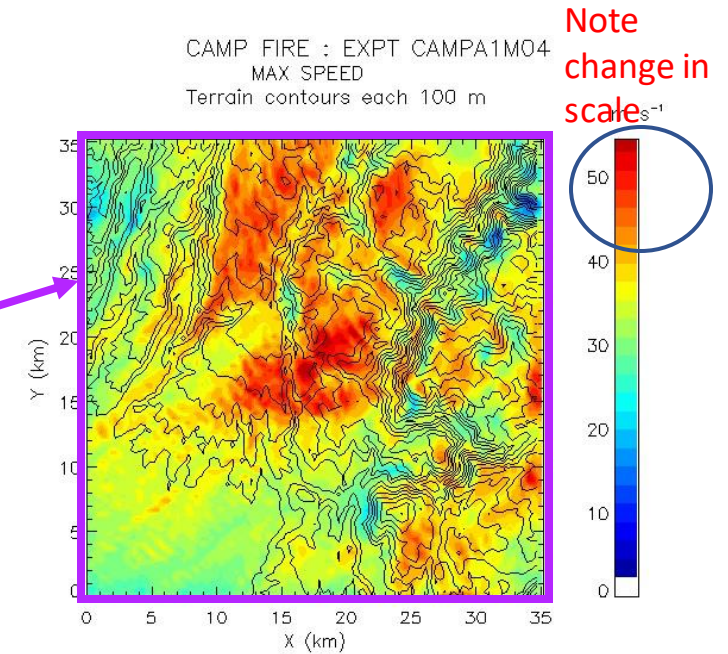 Note
change in
scale
CAMP FIRE : EXPT CAMPA1M04
MAX SPEED
Terrain contours each 100 m
m s⁻¹
35
30
25
20
15
10
5
0
Y (km)
0 5 10 15 20 25 30 35
X (km)
50
40
30
20
10
0